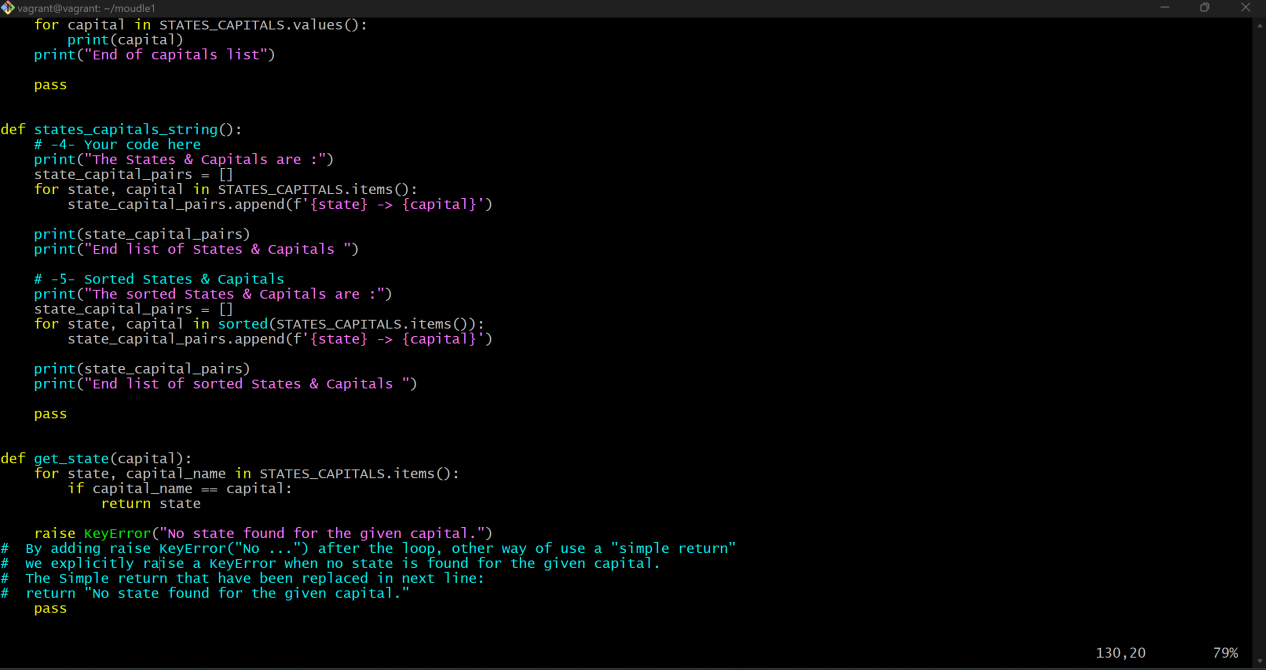 vagrant@vagrant: ~/moudle1
    for capital in STATES_CAPITALS.values():
        print(capital)
    print("End of capitals list")

    pass


def states_capitals_string():
    # -4- Your code here
    print("The States & Capitals are :")
    state_capital_pairs = []
    for state, capital in STATES_CAPITALS.items():
        state_capital_pairs.append(f'{state} -> {capital}')

    print(state_capital_pairs)
    print("End list of States & Capitals ")

    # -5- Sorted States & Capitals
    print("The sorted States & Capitals are :")
    state_capital_pairs = []
    for state, capital in sorted(STATES_CAPITALS.items()):
        state_capital_pairs.append(f'{state} -> {capital}')

    print(state_capital_pairs)
    print("End list of sorted States & Capitals ")

    pass


def get_state(capital):
    for state, capital_name in STATES_CAPITALS.items():
        if capital_name == capital:
            return state

    raise KeyError("No state found for the given capital.")
#  By adding raise KeyError("No ...") after the loop, other way of use a "simple return"
#  we explicitly raise a KeyError when no state is found for the given capital.
#  The Simple return that have been replaced in next line:
#  return "No state found for the given capital."
    pass

130,20        79%